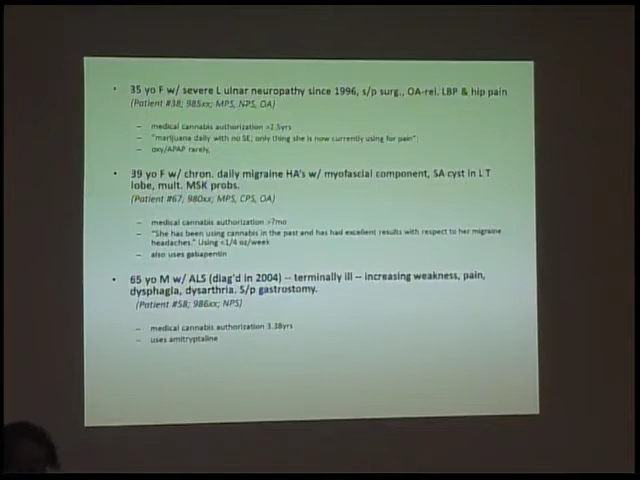 • 35 yo F w/ severe L ulnar neuropathy since 1996, s/p surg., OA-rel. LBP & hip pain
(Patient #38; 985xx; MPS, NPS, OA)
– medical cannabis authorization >2.5yrs
– "marijuana daily with no SE; only thing she is now currently using for pain";
– oxy/APAP rarely.
• 39 yo F w/ chron. daily migraine HA's w/ myofascial component, SA cyst in L T
lobe, mult. MSK probs.
(Patient #67; 980xx; MPS, CPS, OA)
– medical cannabis authorization >7mo
– "She has been using cannabis in the past and has had excellent results with respect to her migraine
headaches." Using <1/4 oz/week
– also uses gabapentin
• 65 yo M w/ ALS (diag'd in 2004) -- terminally ill -- increasing weakness, pain,
dysphagia, dysarthria. S/p gastrostomy.
(Patient #58; 986xx; NPS)
– medical cannabis authorization 3.38yrs
– uses amitryptaline